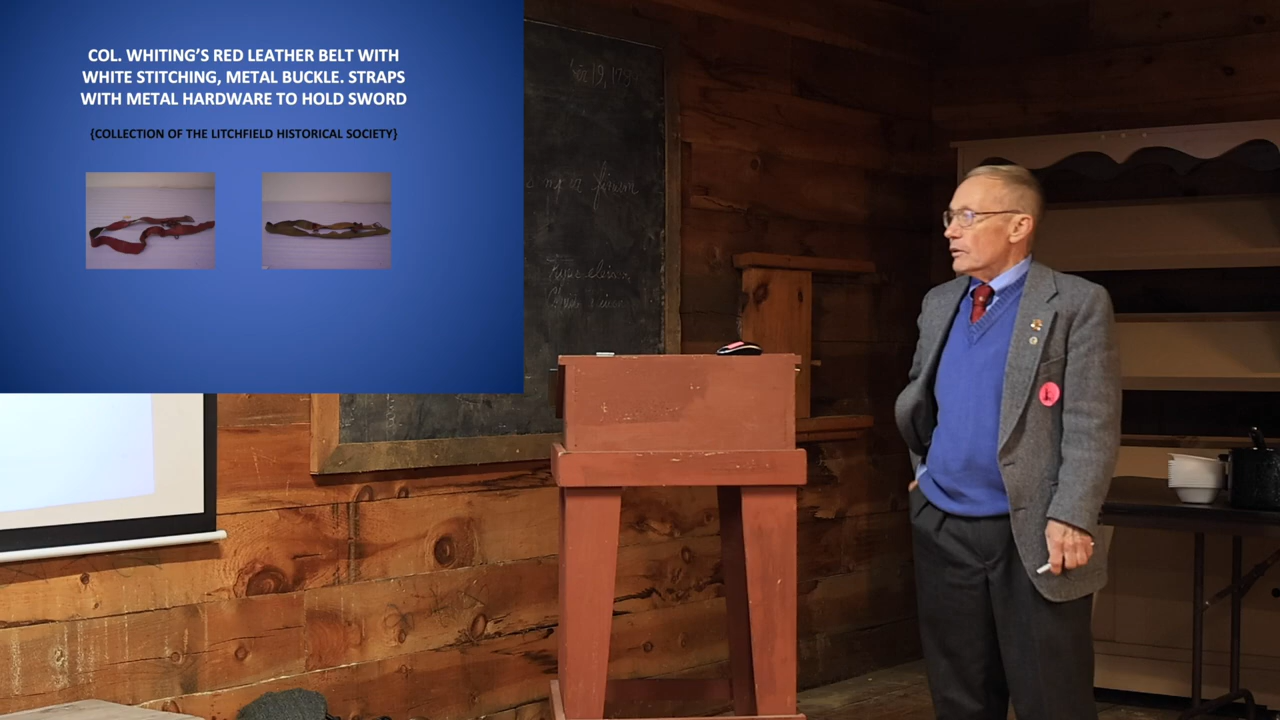 COL. WHITING'S RED LEATHER BELT WITH
WHITE STITCHING, METAL BUCKLE. STRAPS
WITH METAL HARDWARE TO HOLD SWORD
{COLLECTION OF THE LITCHFIELD HISTORICAL SOCIETY}